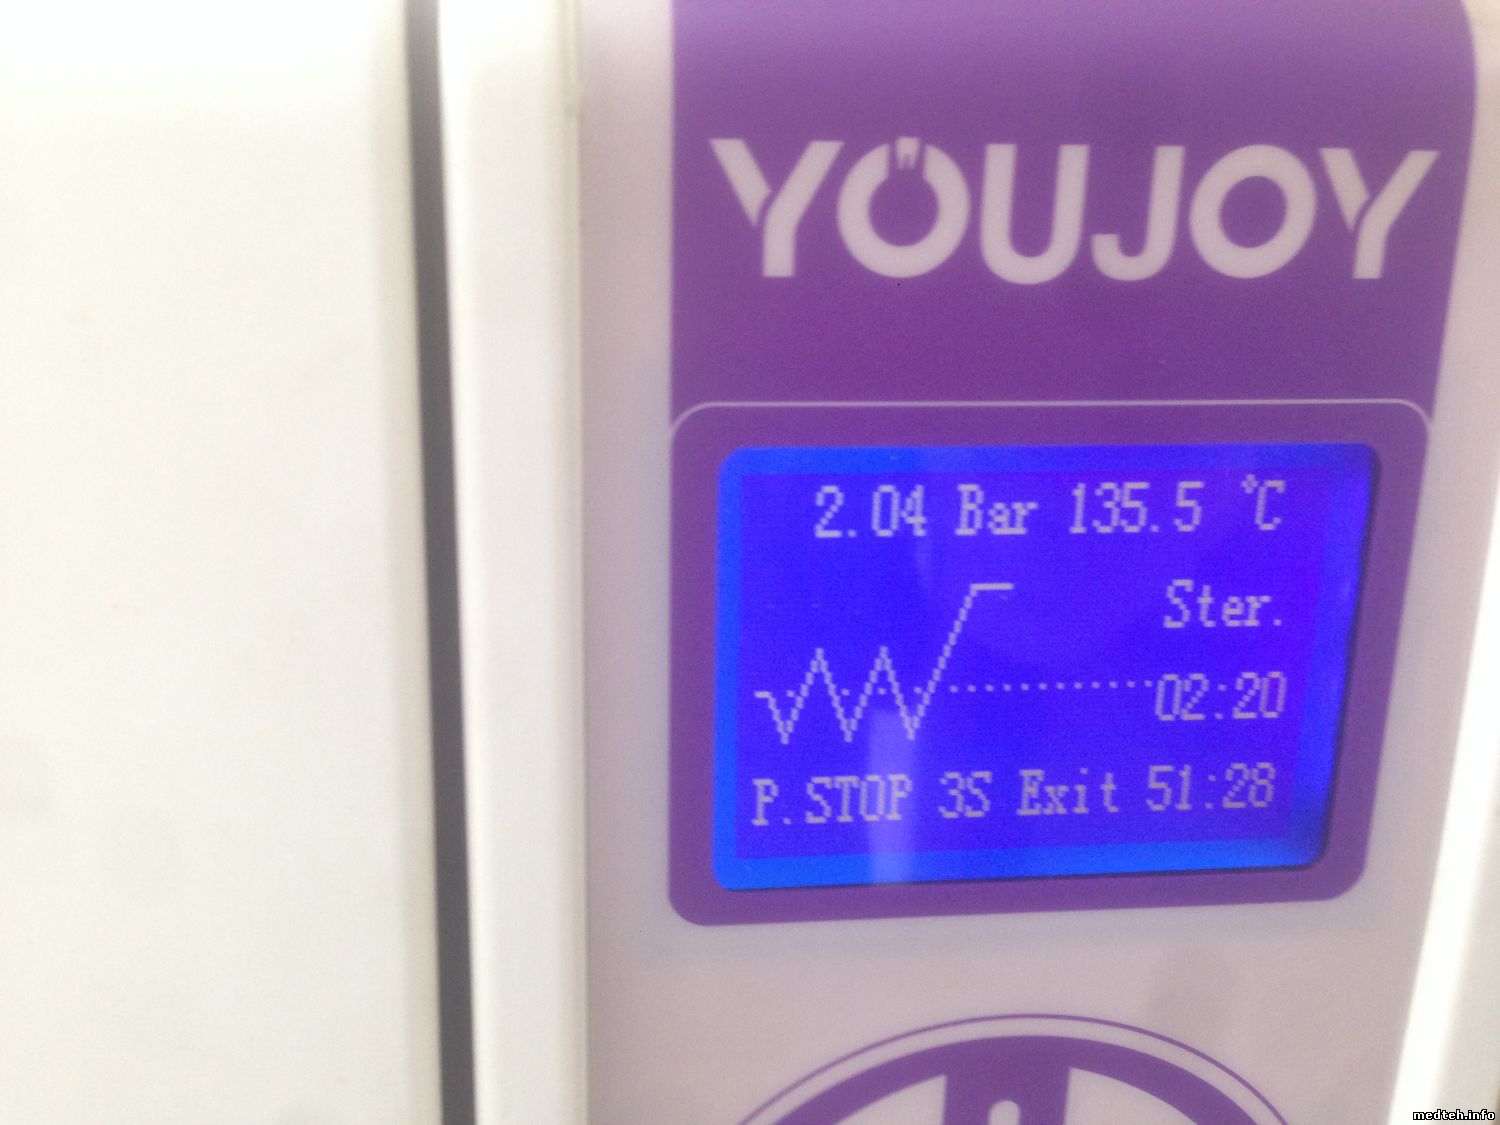 YOUJOY
2.04 Bar 135.5 °C
Ster.
02:20
P.STOP 3S Exit 51:28
medteh.info